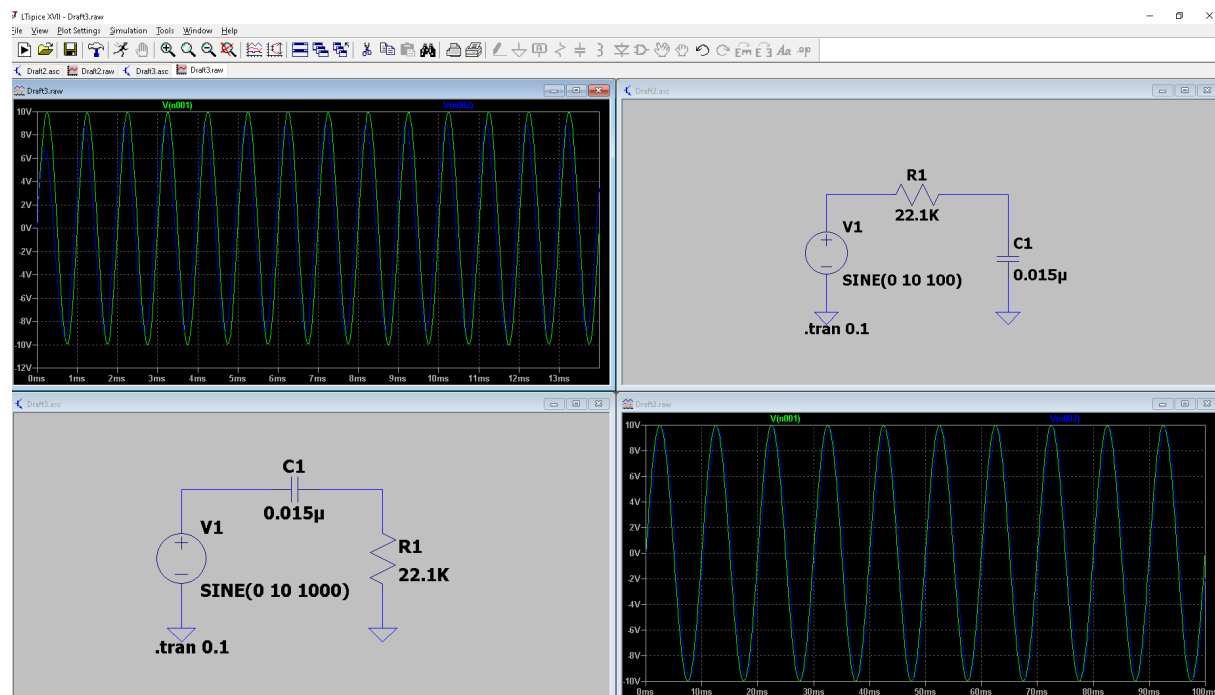 LTspice XVII - Draft3.raw
File View Plot Settings Simulation Tools Window Help
Draft2.asc Draft2.raw Draft3.asc Draft3.raw
Draft3.raw
V(n001) V(n002)
10V
8V
6V
4V
2V
0V
-2V
-4V
-6V
-8V
-10V
-12V
0ms 1ms 2ms 3ms 4ms 5ms 6ms 7ms 8ms 9ms 10ms 11ms 12ms 13ms
Draft2.asc
R1
22.1K
V1
SINE(0 10 100)
C1
0.015µ
.tran 0.1
Draft3.asc
C1
0.015µ
V1
SINE(0 10 1000)
R1
22.1K
.tran 0.1
Draft2.raw
V(n001) V(n002)
10V
8V
6V
4V
2V
0V
-2V
-4V
-6V
-8V
-10V
0ms 10ms 20ms 30ms 40ms 50ms 60ms 70ms 80ms 90ms 100ms